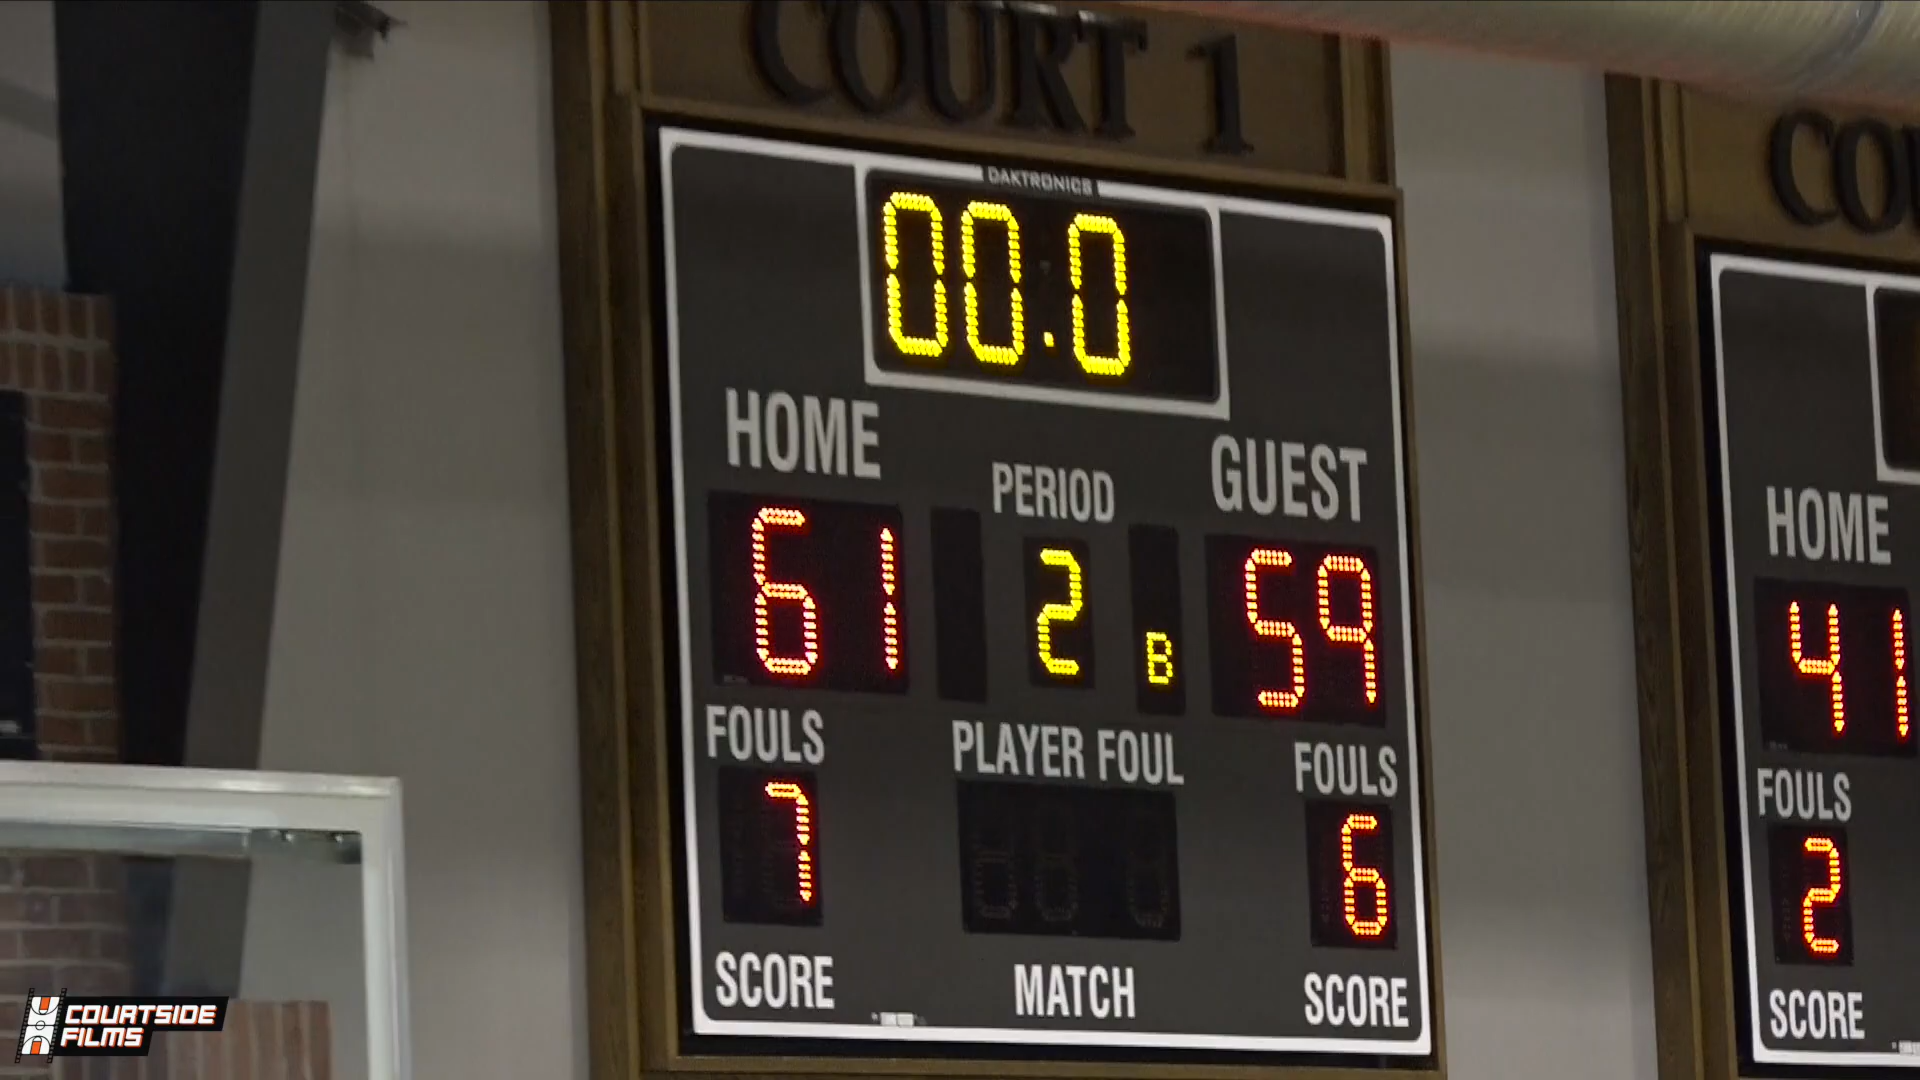 COURT 1
DAKTRONICS
00.0
HOME
PERIOD
GUEST
61
2
B
59
FOULS
PLAYER FOUL
FOULS
7
6
SCORE
MATCH
SCORE
COU
HOME
41
FOULS
2
SCORE
COURTSIDE
FILMS